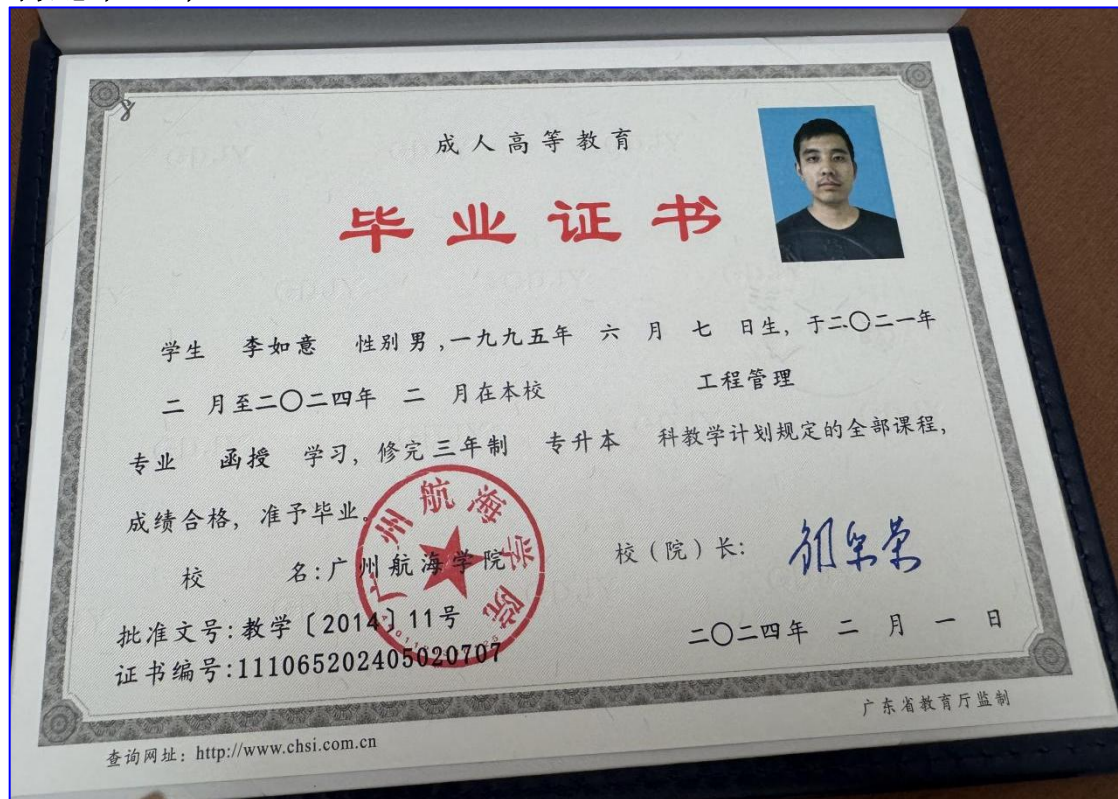 成人高等教育
毕业证书
学生 李如意 性别男,一九九五年 六 月 七 日生, 于二〇二一年
二 月至二〇二四年 二 月在本校 工程管理
专业 函授 学习, 修完三年制 专升本 科教学计划规定的全部课程,
成绩合格, 准予毕业。
校 名:广州航海学院
校(院)长:
批准文号:教学〔2014〕11号
证书编号:111065202405020707
二〇二四年 二 月 一 日
广州航海学院
广东省教育厅监制
查询网址: http://www.chsi.com.cn